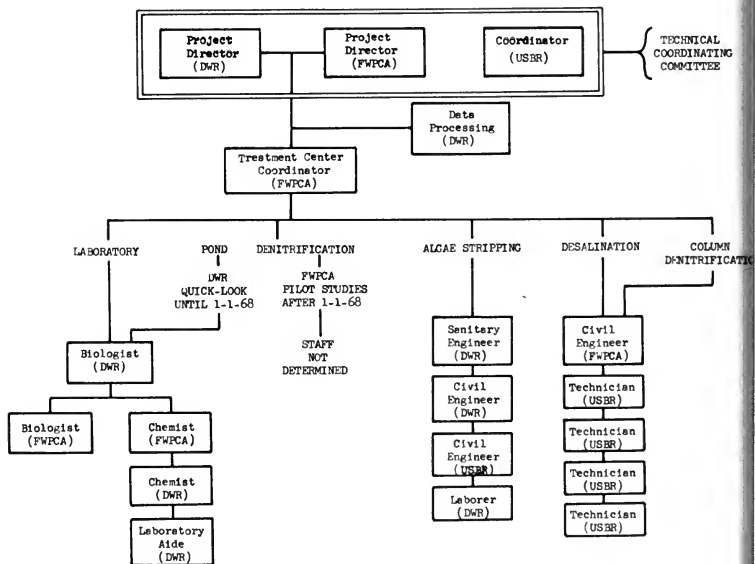 Project
Director
(DWR)
Project
Director
(FWPCA)
Coordinator
(USBR)
TECHNICAL
COORDINATING
COMMITTEE
Data
Processing
(DWR)
Treatment Center
Coordinator
(FWPCA)
LABORATORY
POND DENITRIFICATION
DWR
QUICK-LOOK
UNTIL 1-1-68
FWPCA
PILOT STUDIES
AFTER 1-1-68
STAFF
NOT
DETERMINED
ALGAE STRIPPING
DESALINATION
COLUMN
DENITRIFICATIO
Biologist
(DWR)
Biologist
(FWPCA)
Chemist
(FWPCA)
Chemist
(DWR)
Laboratory
Aide
(DWR)
Sanitary
Engineer
(DWR)
Civil
Engineer
(DWR)
Civil
Engineer
(USBR)
Laborer
(DWR)
Civil
Engineer
(FWPCA)
Technician
(USBR)
Technician
(USBR)
Technician
(USBR)
Technician
(USBR)